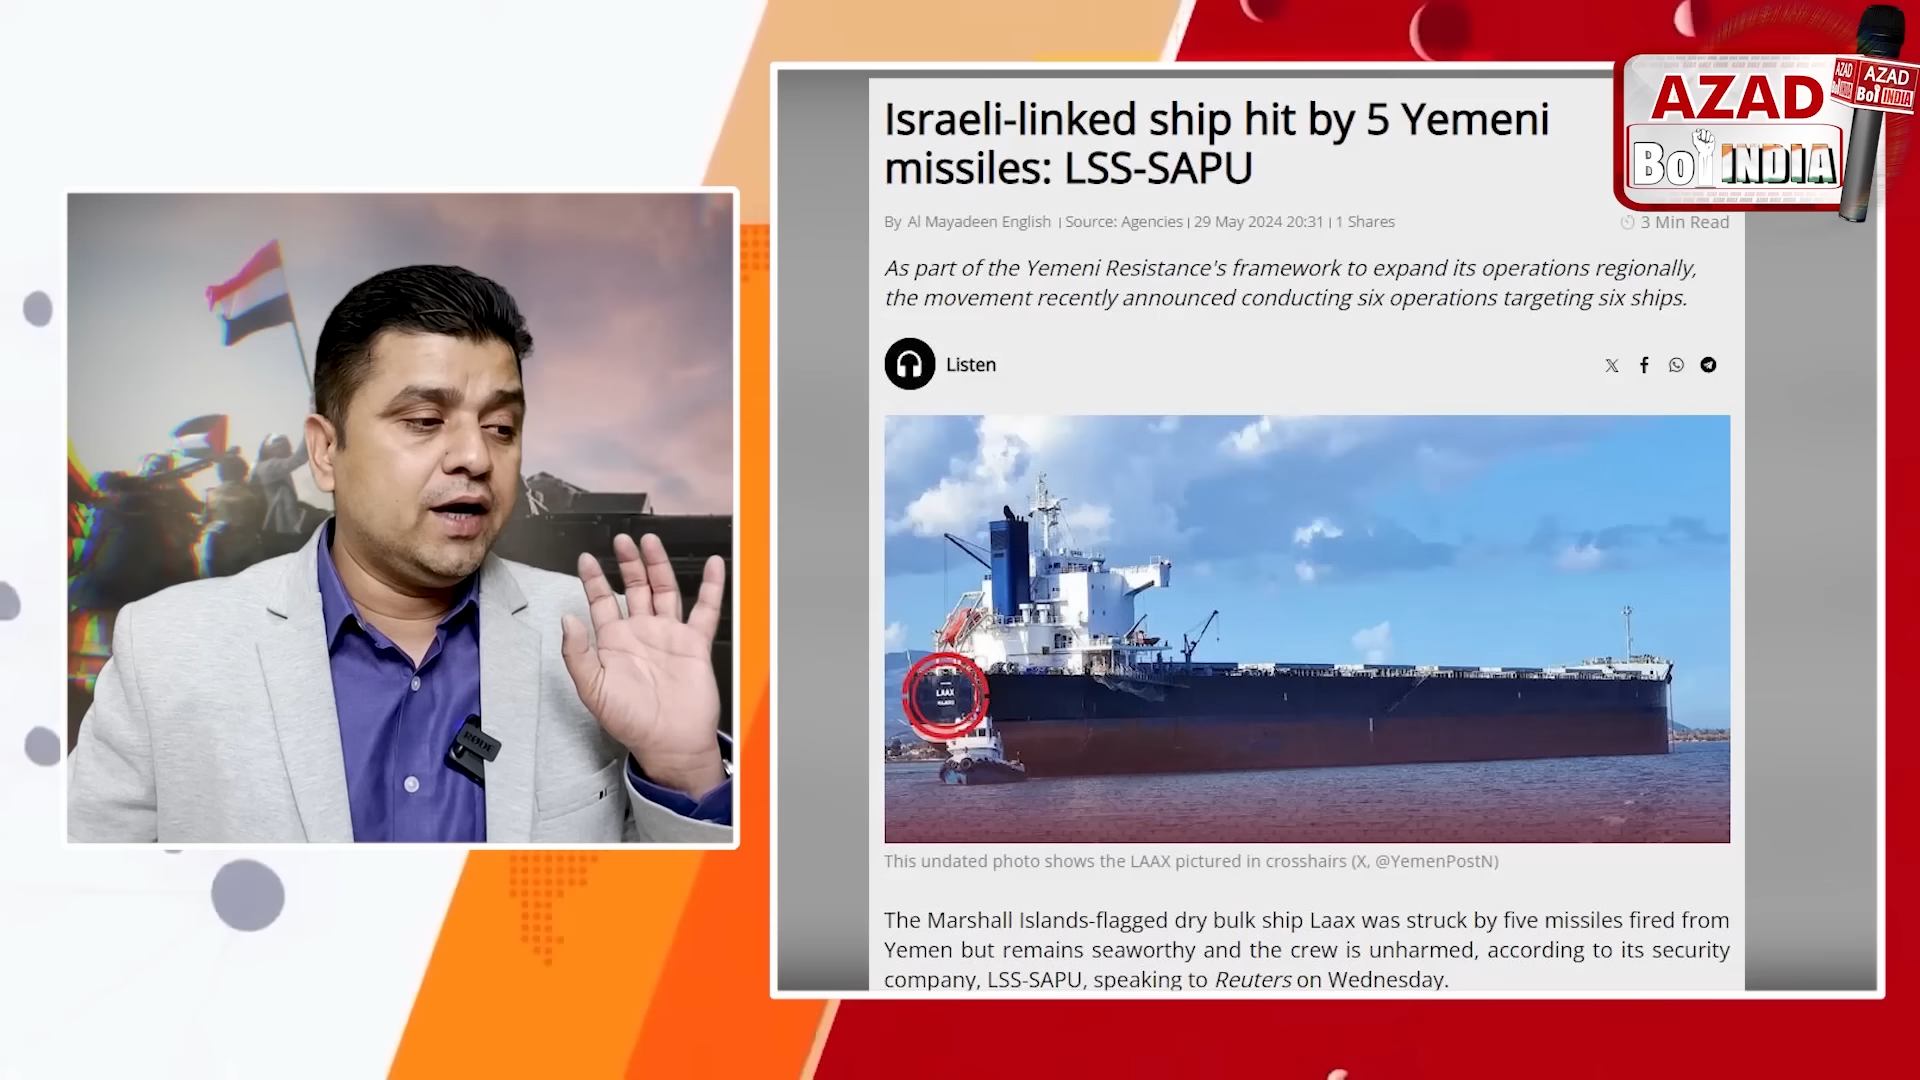 AZAD
Bol INDIA
AZAD
Bol INDIA
AZAD
Israeli-linked ship hit by 5 Yemeni
missiles: LSS-SAPU
By Al Mayadeen English | Source: Agencies | 29 May 2024 20:31 | 1 Shares
3 Min Read
As part of the Yemeni Resistance's framework to expand its operations regionally,
the movement recently announced conducting six operations targeting six ships.
Listen
LAAX
RODE
This undated photo shows the LAAX pictured in crosshairs (X, @YemenPostN)
The Marshall Islands-flagged dry bulk ship Laax was struck by five missiles fired from
Yemen but remains seaworthy and the crew is unharmed, according to its security
company, LSS-SAPU, speaking to Reuters on Wednesday.